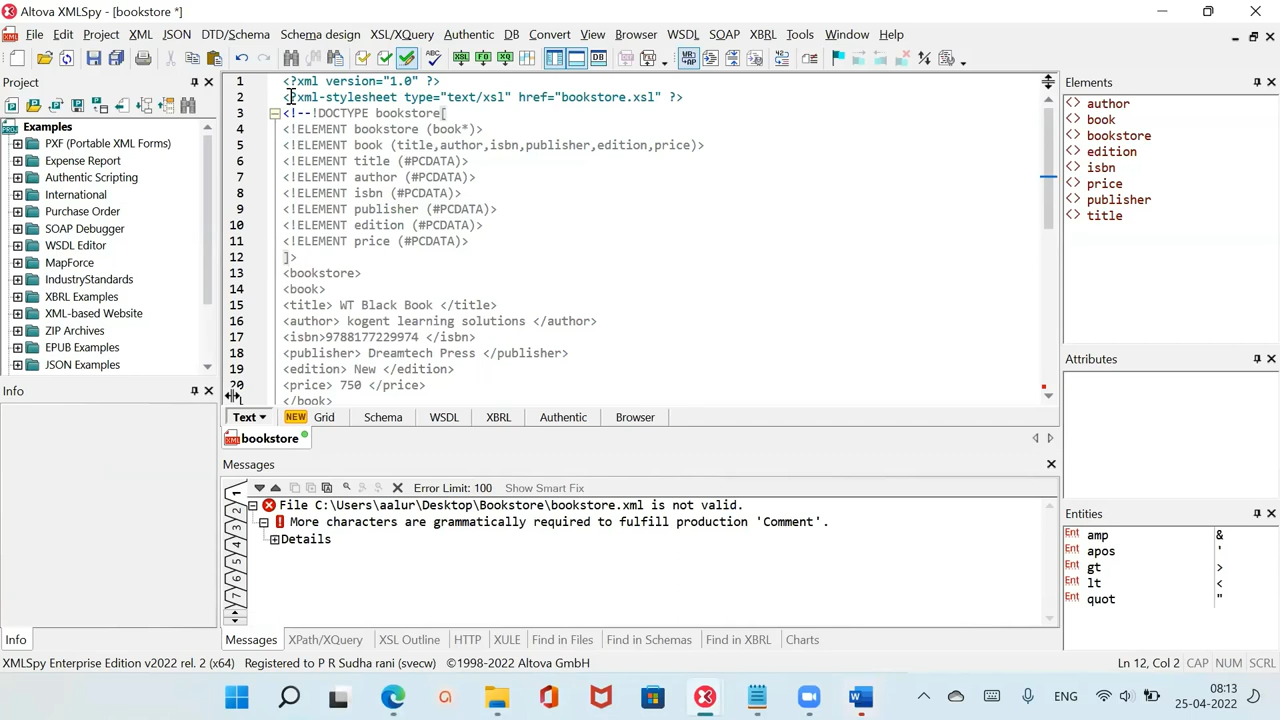 Altova XMLSpy - [bookstore *]
File Edit Project XML JSON DTD/Schema Schema design XSL/XQuery Authentic DB Convert View Browser WSDL SOAP XBRL Tools Window Help
Project
Examples
PXF (Portable XML Forms)
Expense Report
Authentic Scripting
International
Purchase Order
SOAP Debugger
WSDL Editor
MapForce
IndustryStandards
XBRL Examples
XML-based Website
ZIP Archives
EPUB Examples
JSON Examples
Info
Info
1 <?xml version="1.0" ?>
2 <?xml-stylesheet type="text/xsl" href="bookstore.xsl" ?>
3 <!--!DOCTYPE bookstore[
4 <!ELEMENT bookstore (book*)>
5 <!ELEMENT book (title,author,isbn,publisher,edition,price)>
6 <!ELEMENT title (#PCDATA)>
7 <!ELEMENT author (#PCDATA)>
8 <!ELEMENT isbn (#PCDATA)>
9 <!ELEMENT publisher (#PCDATA)>
10 <!ELEMENT edition (#PCDATA)>
11 <!ELEMENT price (#PCDATA)>
12 ]>
13 <bookstore>
14 <book>
15 <title> WT Black Book </title>
16 <author> kogent learning solutions </author>
17 <isbn>9788177229974 </isbn>
18 <publisher> Dreamtech Press </publisher>
19 <edition> New </edition>
20 <price> 750 </price>
</book>
Text NEW Grid Schema WSDL XBRL Authentic Browser
bookstore
Messages
1
2
3
4
5
6
7
Error Limit: 100 Show Smart Fix
File C:\Users\aalur\Desktop\Bookstore\bookstore.xml is not valid.
More characters are grammatically required to fulfill production 'Comment'.
Details
Messages XPath/XQuery XSL Outline HTTP XULE Find in Files Find in Schemas Find in XBRL Charts
Elements
author
book
bookstore
edition
isbn
price
publisher
title
Attributes
Entities
Ent amp &
Ent apos '
Ent gt >
Ent lt <
Ent quot "
XMLSpy Enterprise Edition v2022 rel. 2 (x64) Registered to P R Sudha rani (svecw) ©1998-2022 Altova GmbH
Ln 12, Col 2 CAP NUM SCRL
ENG
08:13
25-04-2022